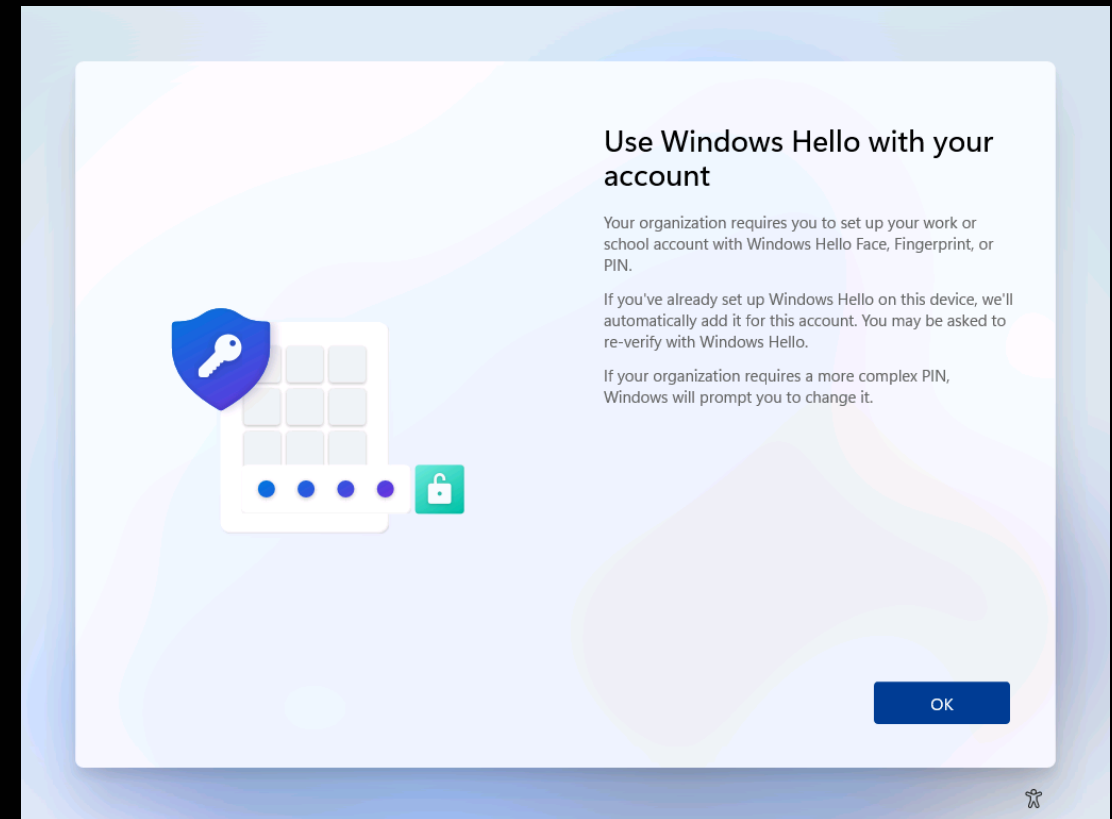 Use Windows Hello with your
account
Your organization requires you to set up your work or
school account with Windows Hello Face, Fingerprint, or
PIN.
If you've already set up Windows Hello on this device, we'll
automatically add it for this account. You may be asked to
re-verify with Windows Hello.
If your organization requires a more complex PIN,
Windows will prompt you to change it.
OK